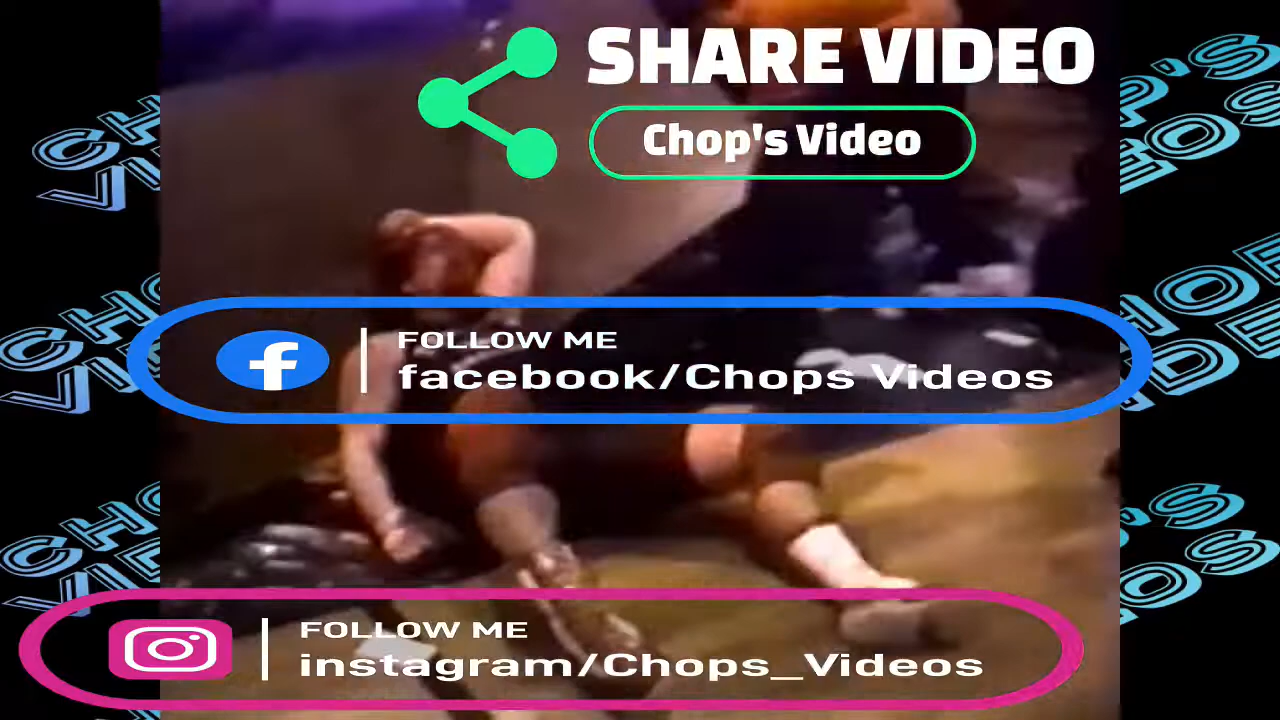 SHARE VIDEO
Chop's Video
FOLLOW ME
facebook/Chops Videos
FOLLOW ME
instagram/Chops_Videos